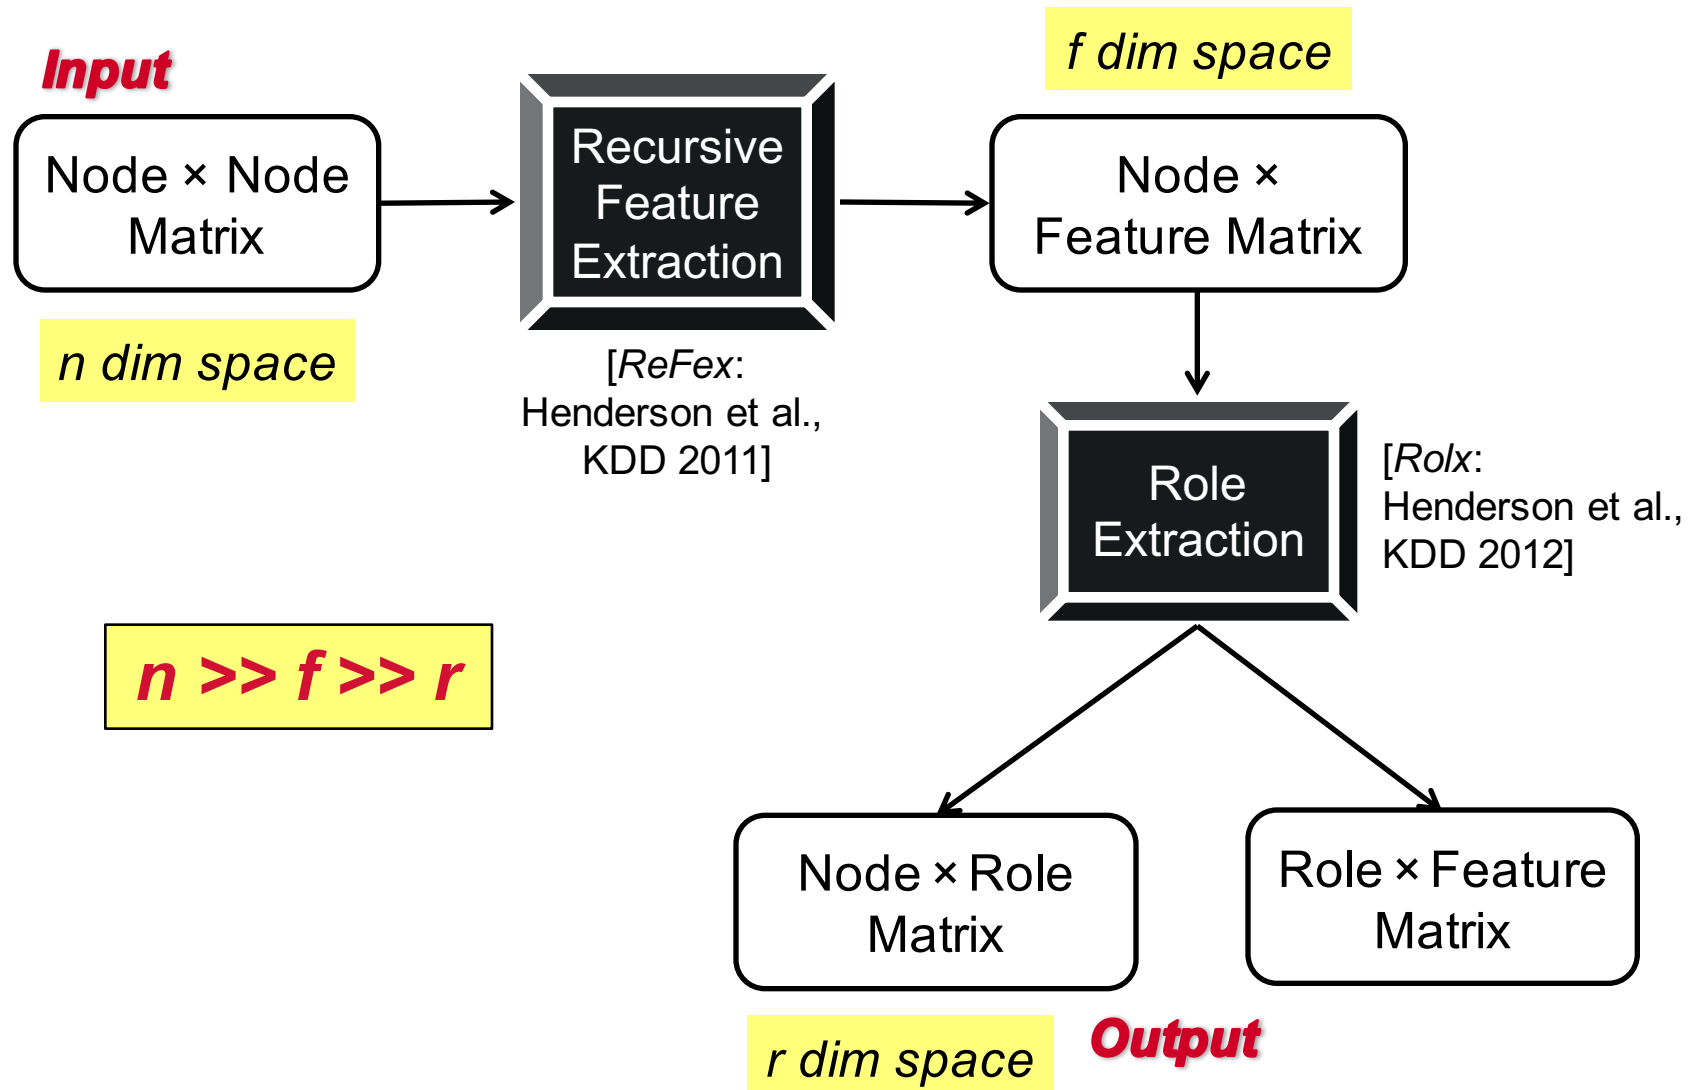 Input
Node × Node
Matrix
n dim space
Recursive
Feature
Extraction
[ReFex:
Henderson et al.,
KDD 2011]
f dim space
Node ×
Feature Matrix
Role
Extraction
[Rolx:
Henderson et al.,
KDD 2012]
n >> f >> r
Node × Role
Matrix
Role × Feature
Matrix
r dim space
Output